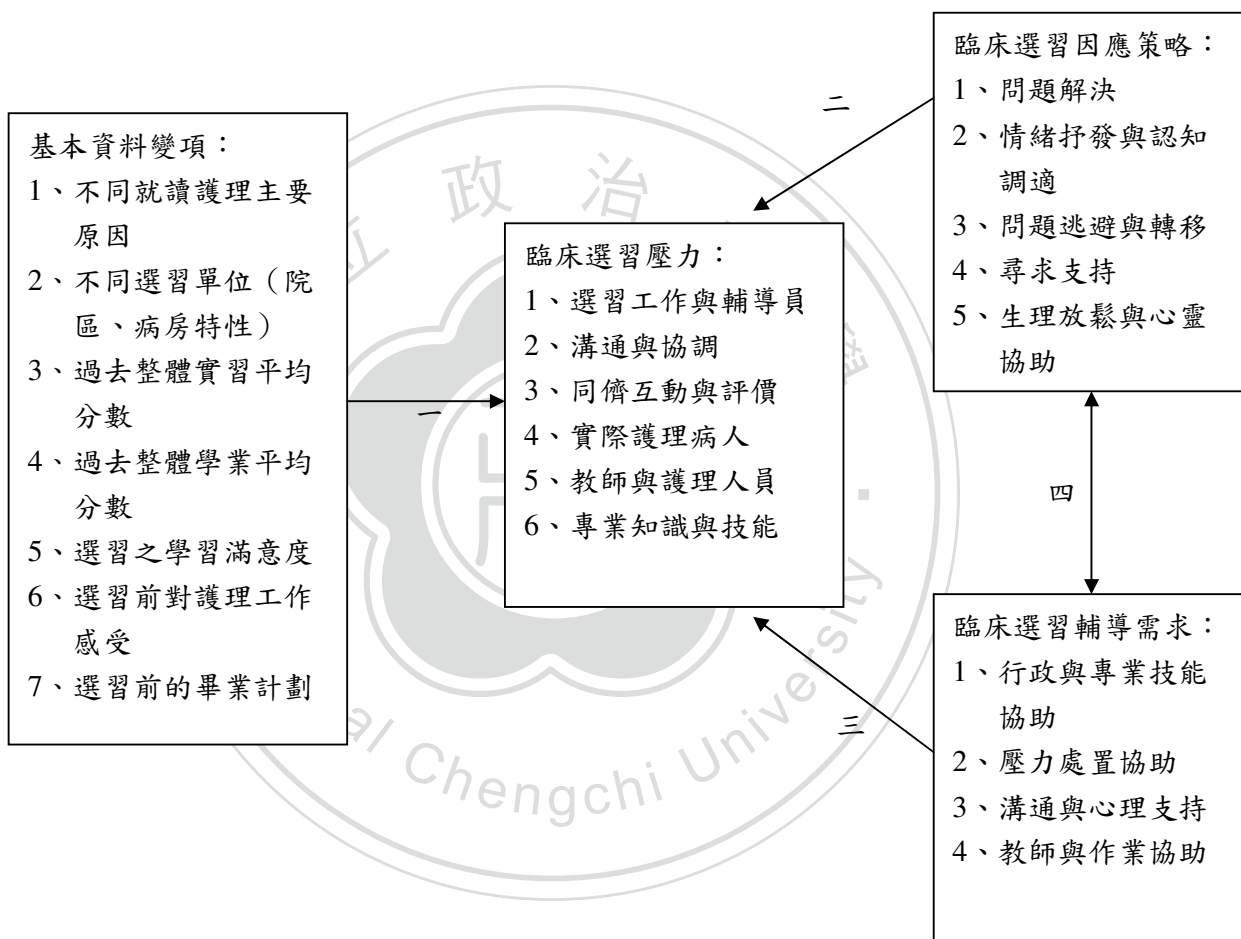 基本資料變項：
1、不同就讀護理主要
原因
2、不同選習單位（院
區、病房特性）
3、過去整體實習平均
分數
4、過去整體學業平均
分數
5、選習之學習滿意度
6、選習前對護理工作
感受
7、選習前的畢業計劃
一
臨床選習壓力：
1、選習工作與輔導員
2、溝通與協調
3、同儕互動與評價
4、實際護理病人
5、教師與護理人員
6、專業知識與技能
二
臨床選習因應策略：
1、問題解決
2、情緒抒發與認知
調適
3、問題逃避與轉移
4、尋求支持
5、生理放鬆與心靈
協助
四
三
臨床選習輔導需求：
1、行政與專業技能
協助
2、壓力處置協助
3、溝通與心理支持
4、教師與作業協助
立政治
al Chengchi University